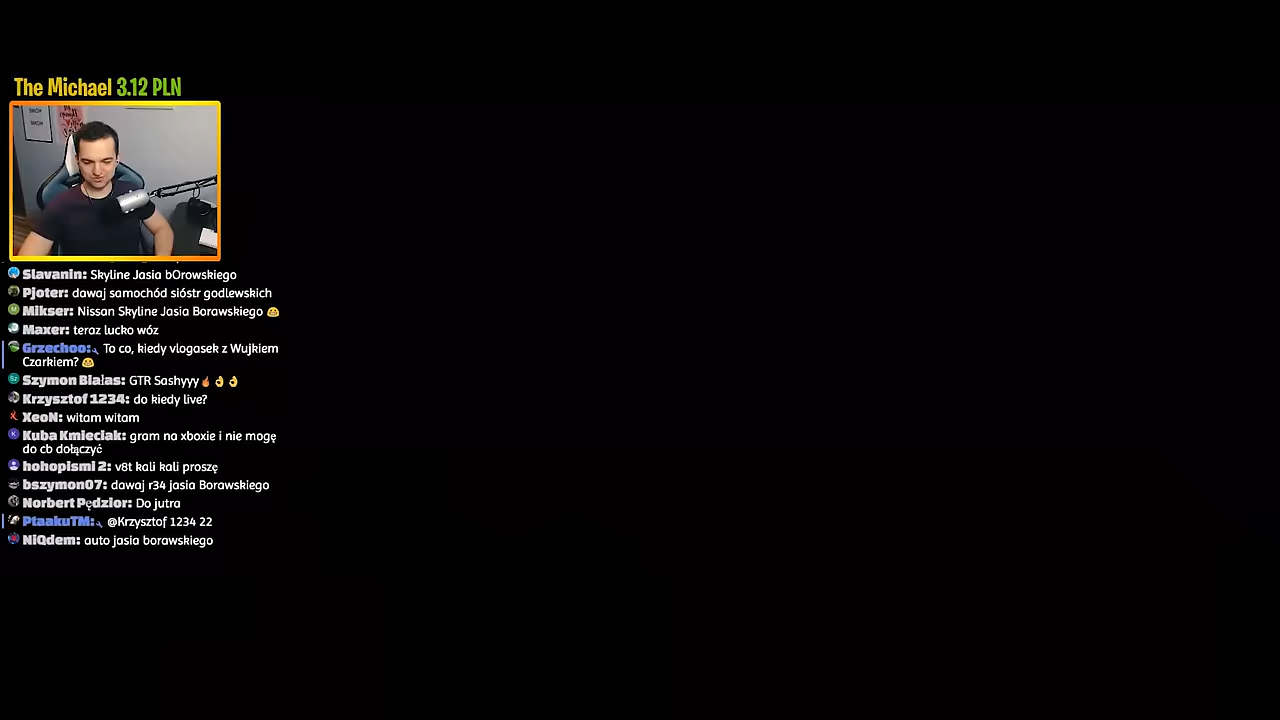 The Michael 3.12 PLN
Slavanin: Skyline Jasia bOrowskiego
Pjoter: dawaj samochód sióstr godlewskich
Mikser: Nissan Skyline Jasia Borawskiego
Maxer: teraz lucko wóz
Grzechoo: To co, kiedy vlogasek z Wujkiem
Czarkiem?
Szymon Białas: GTR Sashyyy🔥👌👌
Krzysztof 1234: do kiedy live?
XeoN: witam witam
Kuba Kmieciak: gram na xboxie i nie mogę
do cb dołączyć
hohopismi 2: v8t kali kali proszę
bszymon07: dawaj r34 jasia Borawskiego
Norbert Pędzior: Do jutra
PtaakuTM: @Krzysztof 1234 22
NiQdem: auto jasia borawskiego